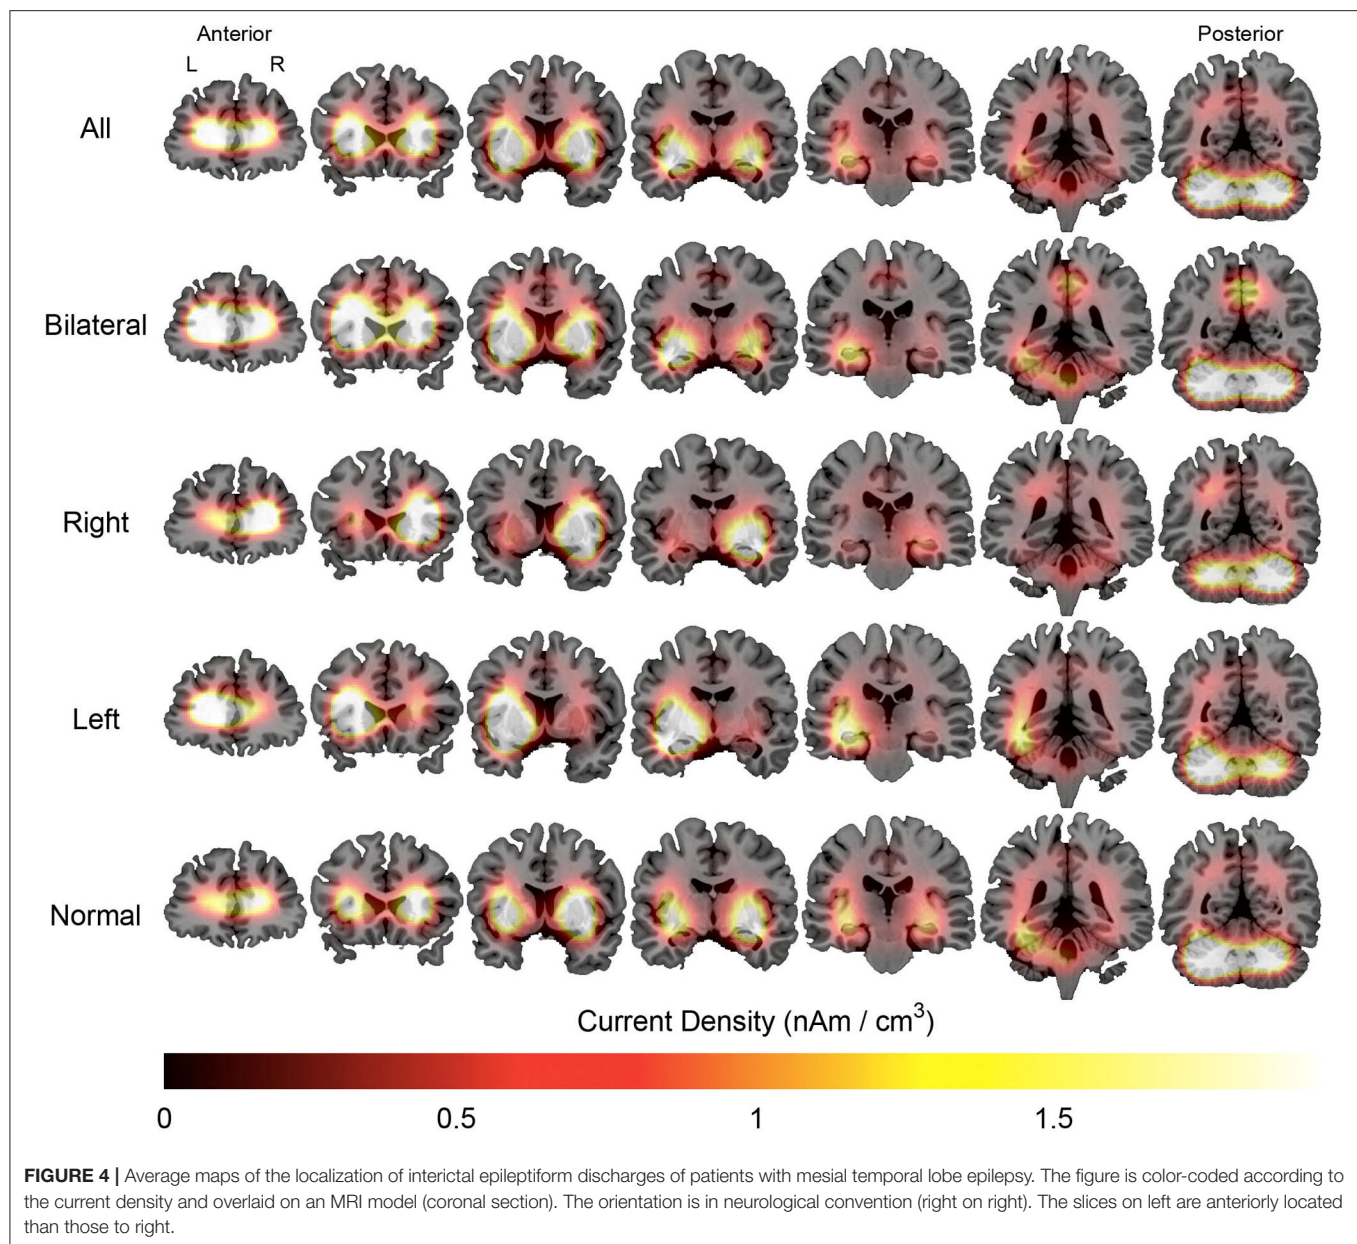 Anterior
Posterior
L R
All
Bilateral
Right
Left
Normal
Current Density (nAm / cm³)
0 0.5 1 1.5
FIGURE 4 | Average maps of the localization of interictal epileptiform discharges of patients with mesial temporal lobe epilepsy. The figure is color-coded according to
the current density and overlaid on an MRI model (coronal section). The orientation is in neurological convention (right on right). The slices on left are anteriorly located
than those to right.